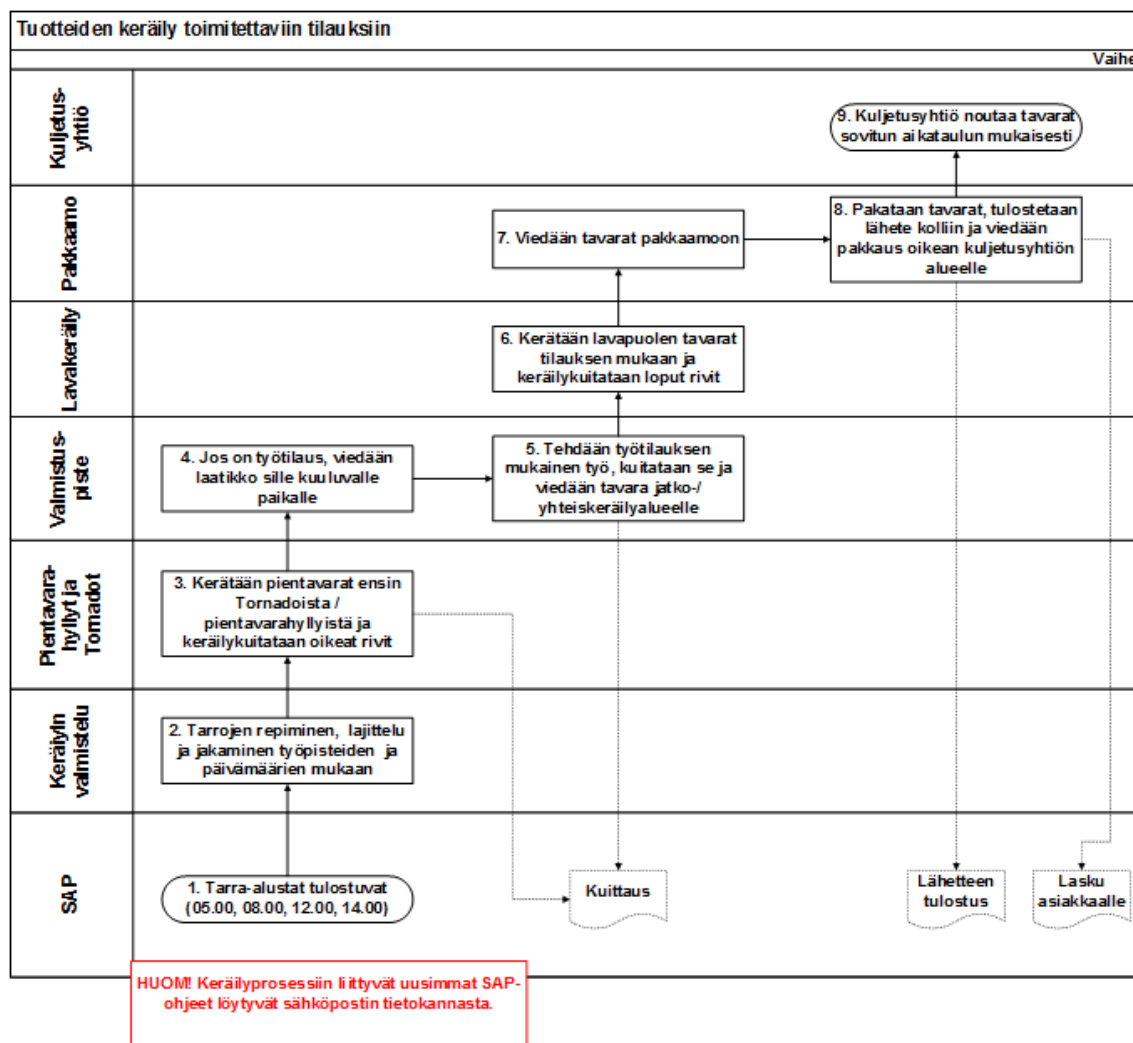 Tuotteiden keräily toimitettaviin tilauksiin
Vaihe
Kuljetus-
yhtiö
9. Kuljetusyhtiö noutaa tavarat
sovitun aikataulun mukaisesti
Pakkaamo
7. Viedään tavarat pakkaamoon
8. Pakataan tavarat, tulostetaan
lähete kolliin ja viedään
pakkaus oikean kuljetusyhtiön
alueelle
Lavakeräily
6. Kerätään lavapuolen tavarat
tilauksen mukaan ja
keräilykuitataan loput rivit
Valmistus-
piste
4. Jos on työtilaus, viedään
laatikko sille kuuluvalle
paikalle
5. Tehdään työtilauksen
mukainen työ, kuitataan se ja
viedään tavara jatko-/
yhteiskeräilyalueelle
Pientavara-
hyllyt ja
Tornadot
3. Kerätään pientavarat ensin
Tornadoista /
pientavarahyllyistä ja
keräilykuitataan oikeat rivit
Keräiyln
valmistelu
2. Tarrojen repiminen, lajittelu
ja jakaminen työpisteiden ja
päivämäärien mukaan
SAP
1. Tarra-alustat tulostuvat
(05.00, 08.00, 12.00, 14.00)
Kuittaus
Lähetteen
tulostus
Lasku
asiakkaalle
HUOM! Keräilyprosessiin liittyvät uusimmat SAP-
ohjeet löytyvät sähköpostin tietokannasta.